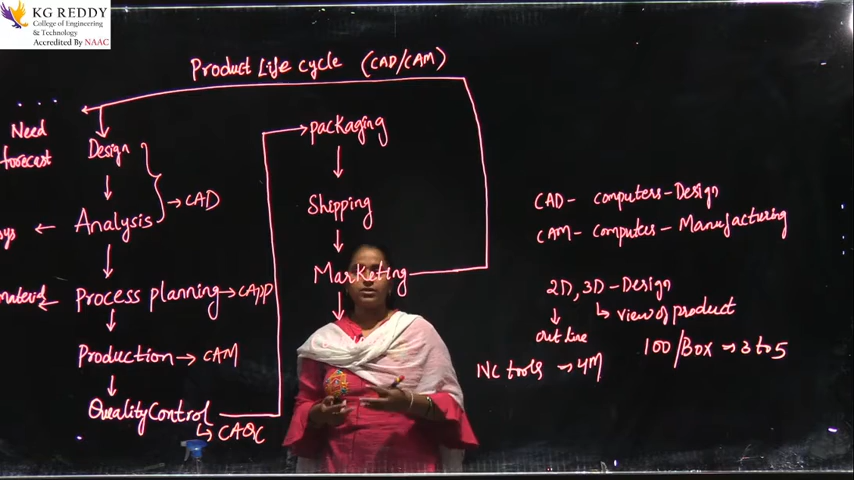 KG REDDY
College of Engineering
& Technology
Accredited By NAAC
Product Life cycle (CAD/CAM)
Need
forecast
Design
Analysis
→ CAD
Process planning → CAPP
material
Production → CAM
Quality Control
↳ CAQC
Packaging
Shipping
Marketing
CAD - computers - Design
CAM - computers - Manufacturing
2D, 3D - Design
↳ view of product
outline
NC tools → 4M
100/Box ⇒ 3 to 5